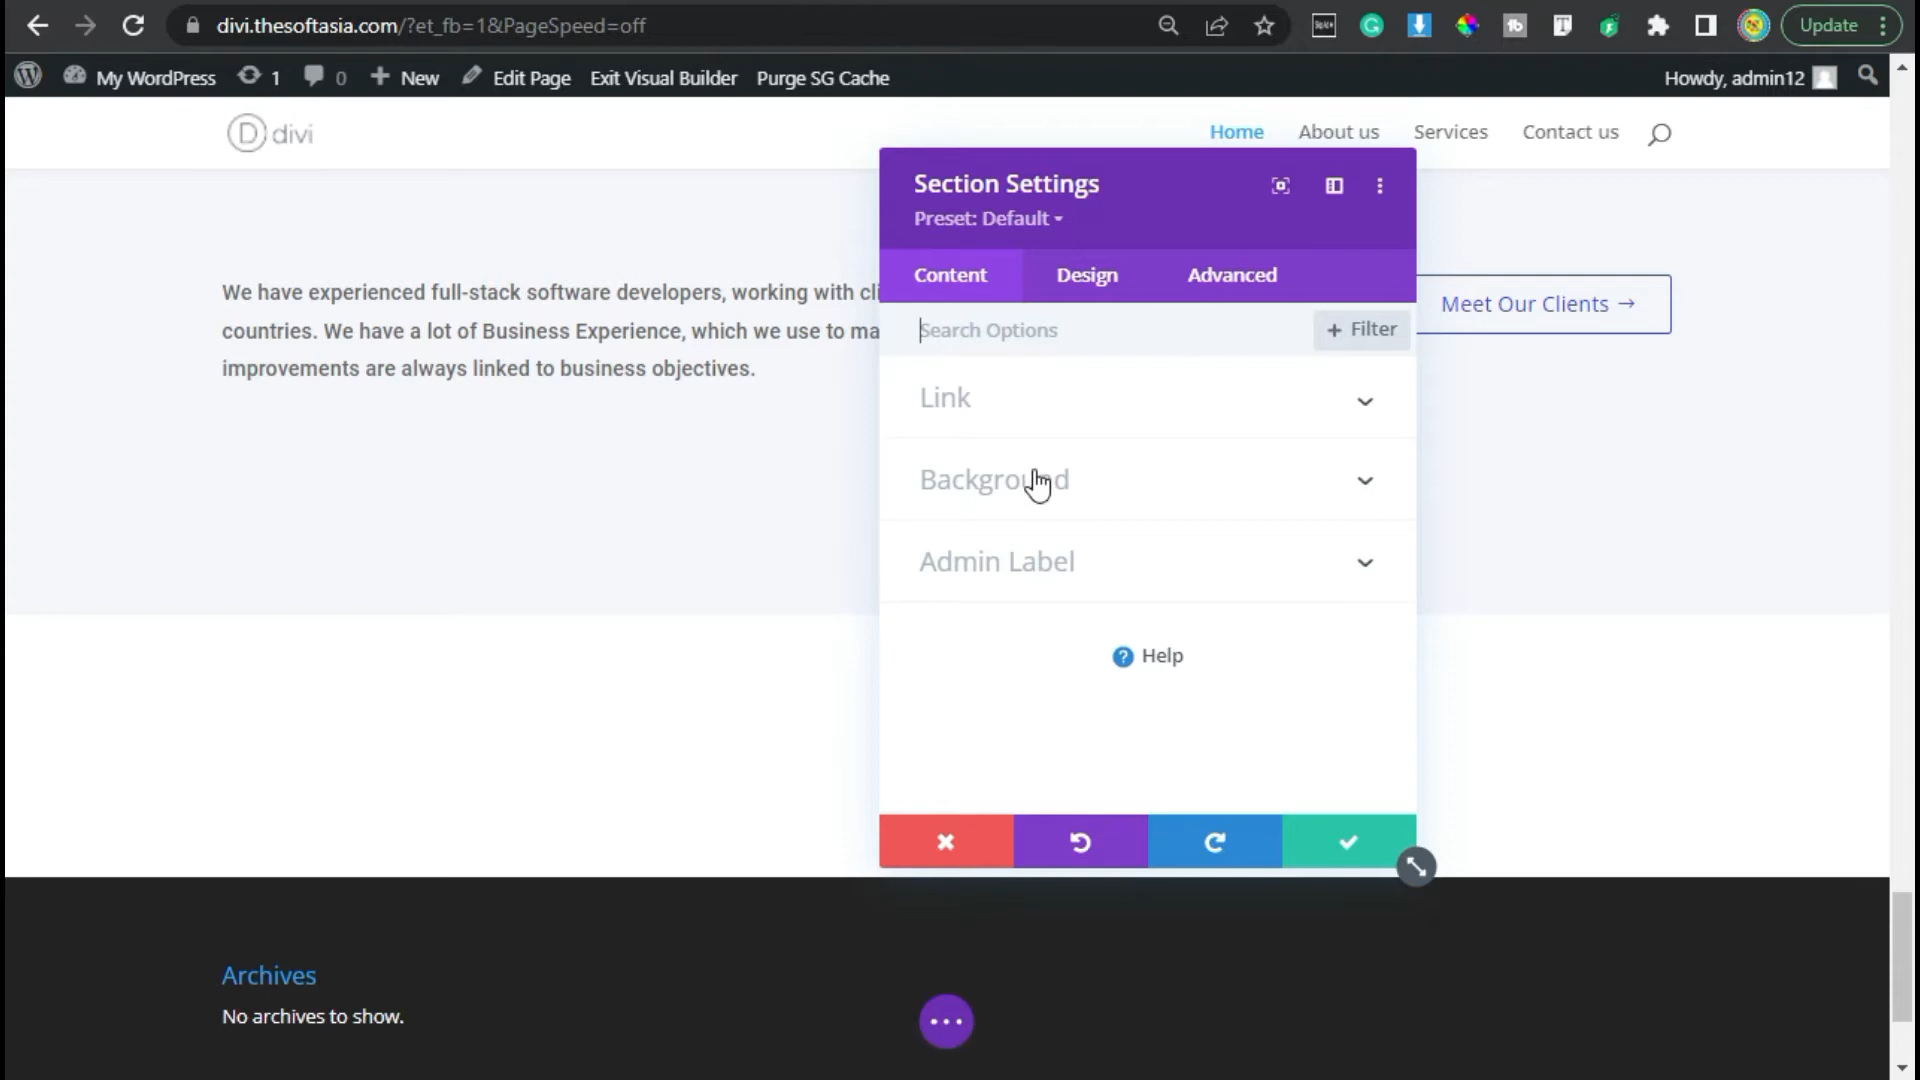 divi.thesoftasia.com/?et_fb=1&PageSpeed=off
Update
My WordPress
1
0
New
Edit Page
Exit Visual Builder
Purge SG Cache
Howdy, admin12
D divi
Home
About us
Services
Contact us
Section Settings
Preset: Default
Content
Design
Advanced
Search Options
+ Filter
Link
Background
Admin Label
? Help
We have experienced full-stack software developers, working with cli
countries. We have a lot of Business Experience, which we use to ma
improvements are always linked to business objectives.
Meet Our Clients →
Archives
No archives to show.